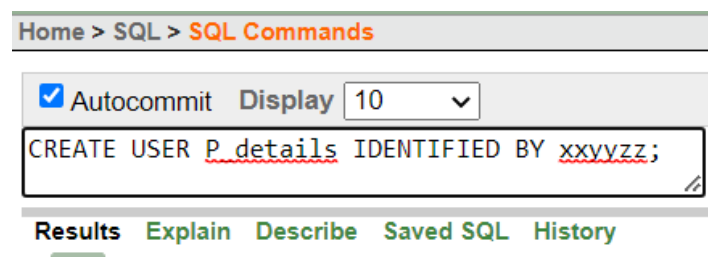 Home > SQL > SQL Commands
Autocommit Display 10
CREATE USER P_details IDENTIFIED BY xxyyzz;
Results Explain Describe Saved SQL History